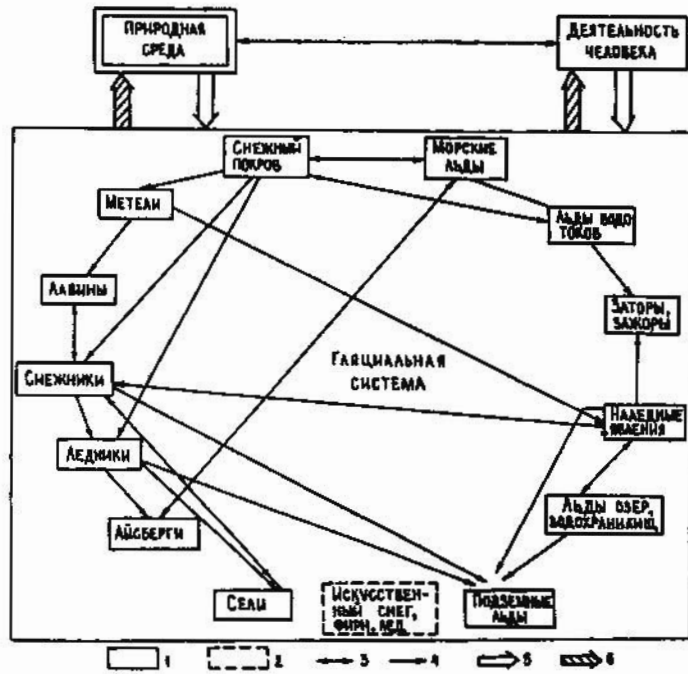 ПРИРОДНАЯ
СРЕДА
ДЕЯТЕЛЬНОСТЬ
ЧЕЛОВЕКА
СНЕЖНЫЙ
ПОКРОВ
МОРСКИЕ
ЛЬДЫ
МЕТЕЛИ
ЛЬДЫ ВОДО
ТОКОВ
ЛАВИНЫ
ЗАТОРЫ,
ЗАЖОРЫ
ГЛЯЦИАЛЬНАЯ
СИСТЕМА
СНЕЖНИКИ
НАЛЕДНЫЕ
ЯВЛЕНИЯ
ЛЕДНИКИ
ЛЬДЫ ОЗЕР,
АЙСБЕРГИ
СЕЛИ
ИСКУССТВЕН-
НЫЙ СНЕГ,
ФИРН, ЛЕД
ПОДЗЕМНЫЕ
ЛЬДЫ
1 2 3 4 5 6